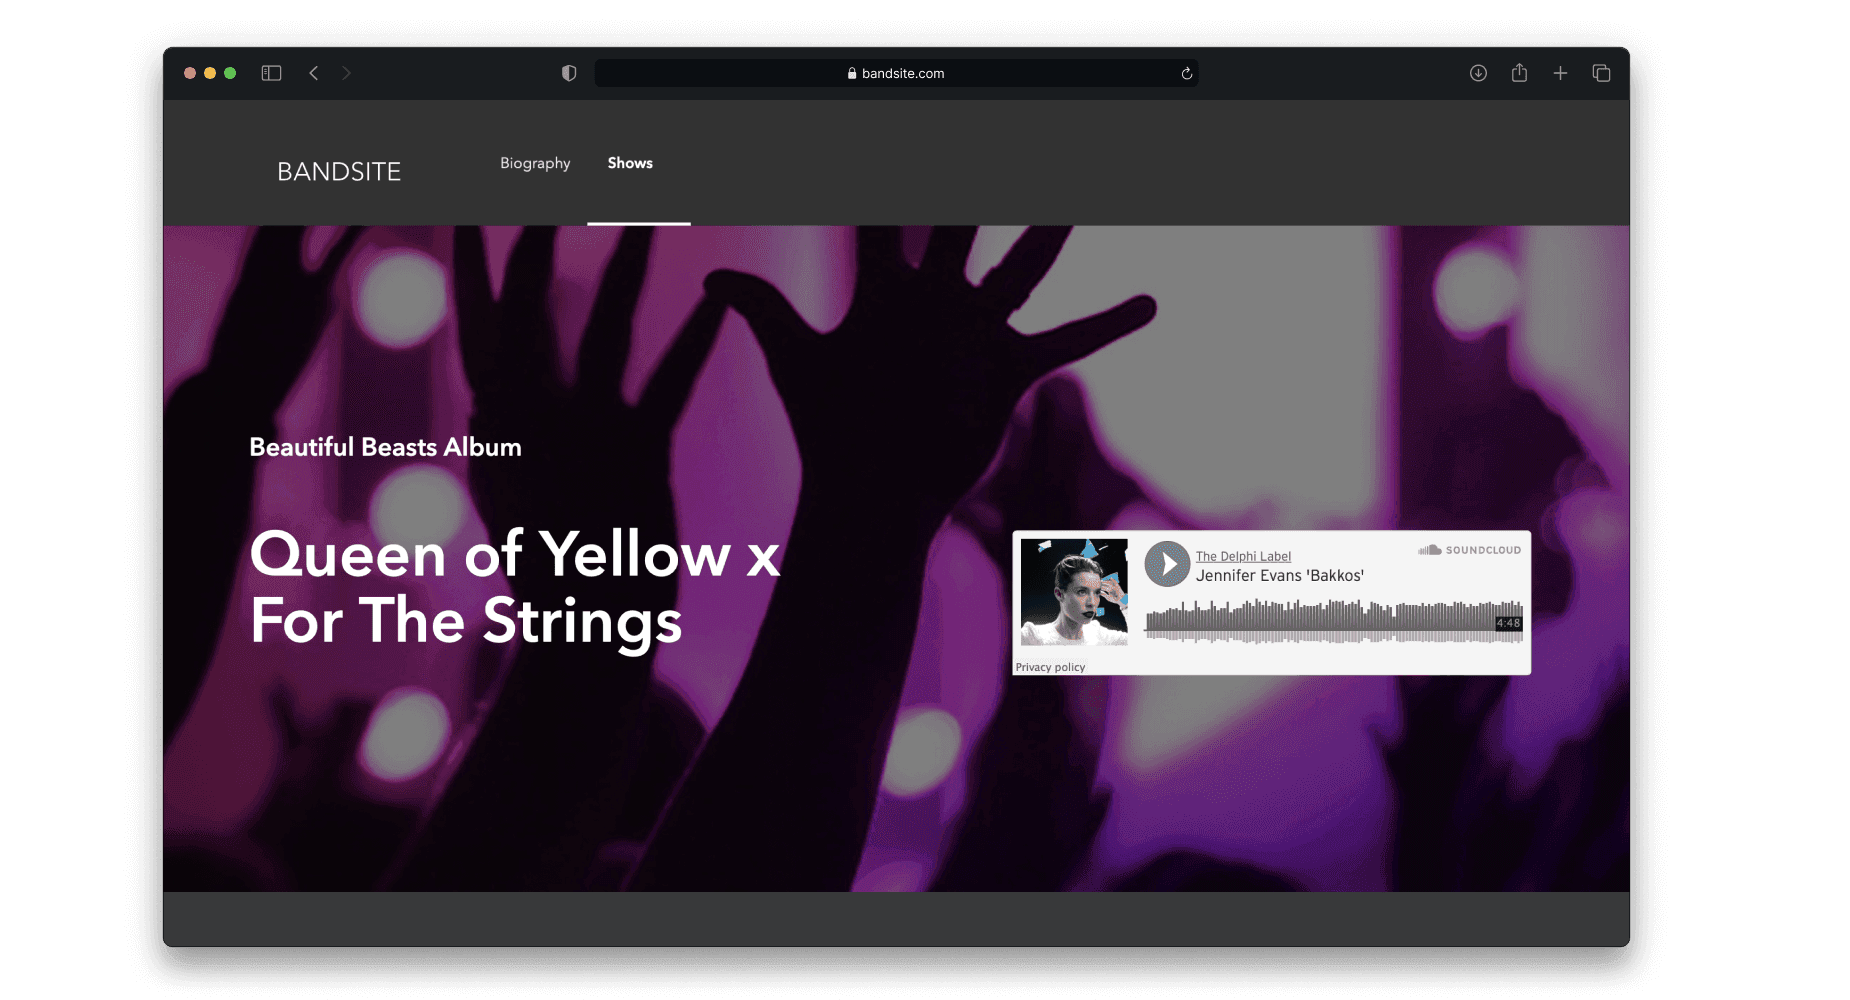 bandsite.com
BANDSITE
Biography
Shows
Beautiful Beasts Album
Queen of Yellow x
For The Strings
The Delphi Label
SOUNDCLOUD
Jennifer Evans 'Bakkos'
4:48
Privacy policy